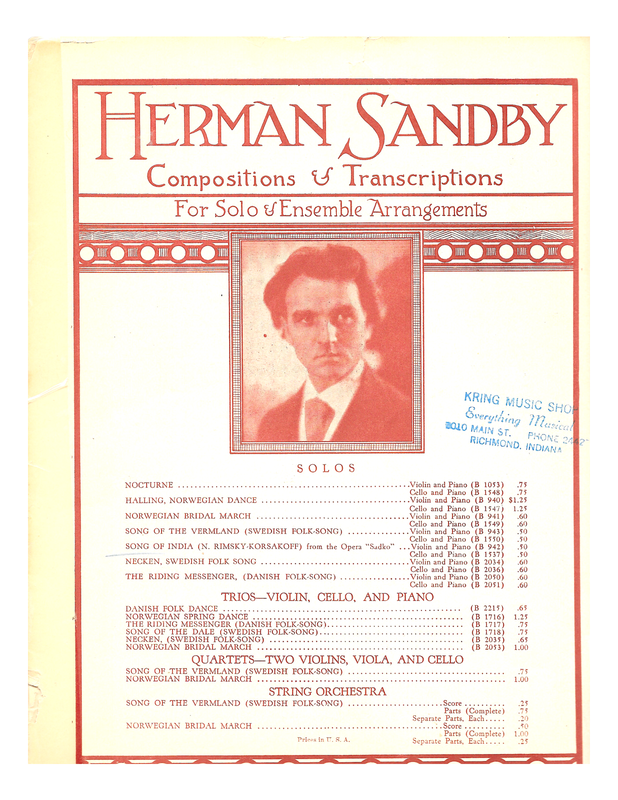 HERMAN SANDBY
Compositions & Transcriptions
For Solo & Ensemble Arrangements
KRING MUSIC SHOP
Everything Musical
MAIN ST. PHONE
RICHMOND, INDIANA
SOLOS
NOCTURNE ..........Violin and Piano (B 1053) .75
Cello and Piano (B 1548) .75
HALLING, NORWEGIAN DANCE ..........Violin and Piano (B 940) $1.25
Cello and Piano (B 1547) 1.25
NORWEGIAN BRIDAL MARCH ..........Violin and Piano (B 941) .60
Cello and Piano (B 1549) .60
SONG OF THE VERMLAND (SWEDISH FOLK-SONG) ..........Violin and Piano (B 943) .50
Cello and Piano (B 1550) .50
SONG OF INDIA (N. RIMSKY-KORSAKOFF) from the Opera "Sadko" ...Violin and Piano (B 942) .50
Cello and Piano (B 1537) .50
NECKEN, SWEDISH FOLK SONG ..........Violin and Piano (B 2034) .60
Cello and Piano (B 2036) .60
THE RIDING MESSENGER, (DANISH FOLK-SONG) ..........Violin and Piano (B 2050) .60
Cello and Piano (B 2051) .60
TRIOS—VIOLIN, CELLO, AND PIANO
DANISH FOLK DANCE .......... (B 2215) .65
NORWEGIAN SPRING DANCE .......... (B 1716) 1.25
THE RIDING MESSENGER (DANISH FOLK-SONG).......... (B 1717) .75
SONG OF THE DALE (SWEDISH FOLK-SONG).......... (B 1718) .75
NECKEN, (SWEDISH FOLK-SONG) .......... (B 2035) .65
NORWEGIAN BRIDAL MARCH .......... (B 2053) 1.00
QUARTETS—TWO VIOLINS, VIOLA, AND CELLO
SONG OF THE VERMLAND (SWEDISH FOLK-SONG) .......... .75
NORWEGIAN BRIDAL MARCH .......... 1.00
STRING ORCHESTRA
SONG OF THE VERMLAND (SWEDISH FOLK-SONG) ..........Score .......... .25
Parts (Complete) .75
Separate Parts, Each..... .20
NORWEGIAN BRIDAL MARCH ..........Score .......... .50
Parts (Complete) 1.00
Separate Parts, Each..... .25
Prices in U. S. A.